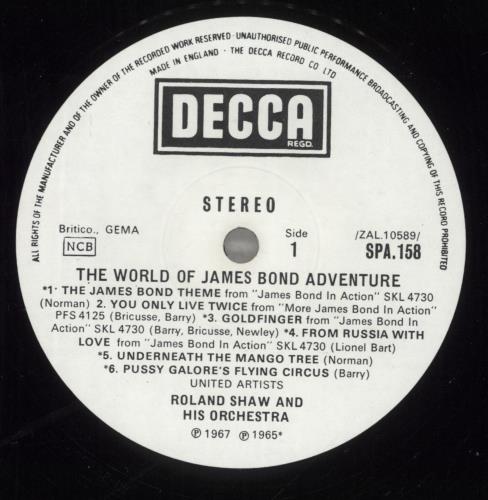 ALL RIGHTS OF THE MANUFACTURER AND OF THE OWNER OF THE RECORDED WORK RESERVED · UNAUTHORISED PUBLIC PERFORMANCE BROADCASTING AND COPYING OF THIS RECORD PROHIBITED
MADE IN ENGLAND · THE DECCA RECORD CO LTD
DECCA
REGD.
STEREO
Britico., GEMA
NCB
Side
1
/ZAL.10589/
SPA.158
THE WORLD OF JAMES BOND ADVENTURE
*1· THE JAMES BOND THEME from "James Bond In Action" SKL 4730
(Norman) 2. YOU ONLY LIVE TWICE from "More James Bond In Action"
PFS 4125 (Bricusse, Barry) *3. GOLDFINGER from "James Bond In
Action" SKL 4730 (Barry, Bricusse, Newley) *4. FROM RUSSIA WITH
LOVE from "James Bond In Action" SKL 4730 (Lionel Bart)
*5. UNDERNEATH THE MANGO TREE (Norman)
*6. PUSSY GALORE'S FLYING CIRCUS (Barry)
UNITED ARTISTS
ROLAND SHAW AND
HIS ORCHESTRA
℗ 1967 ℗ 1965*